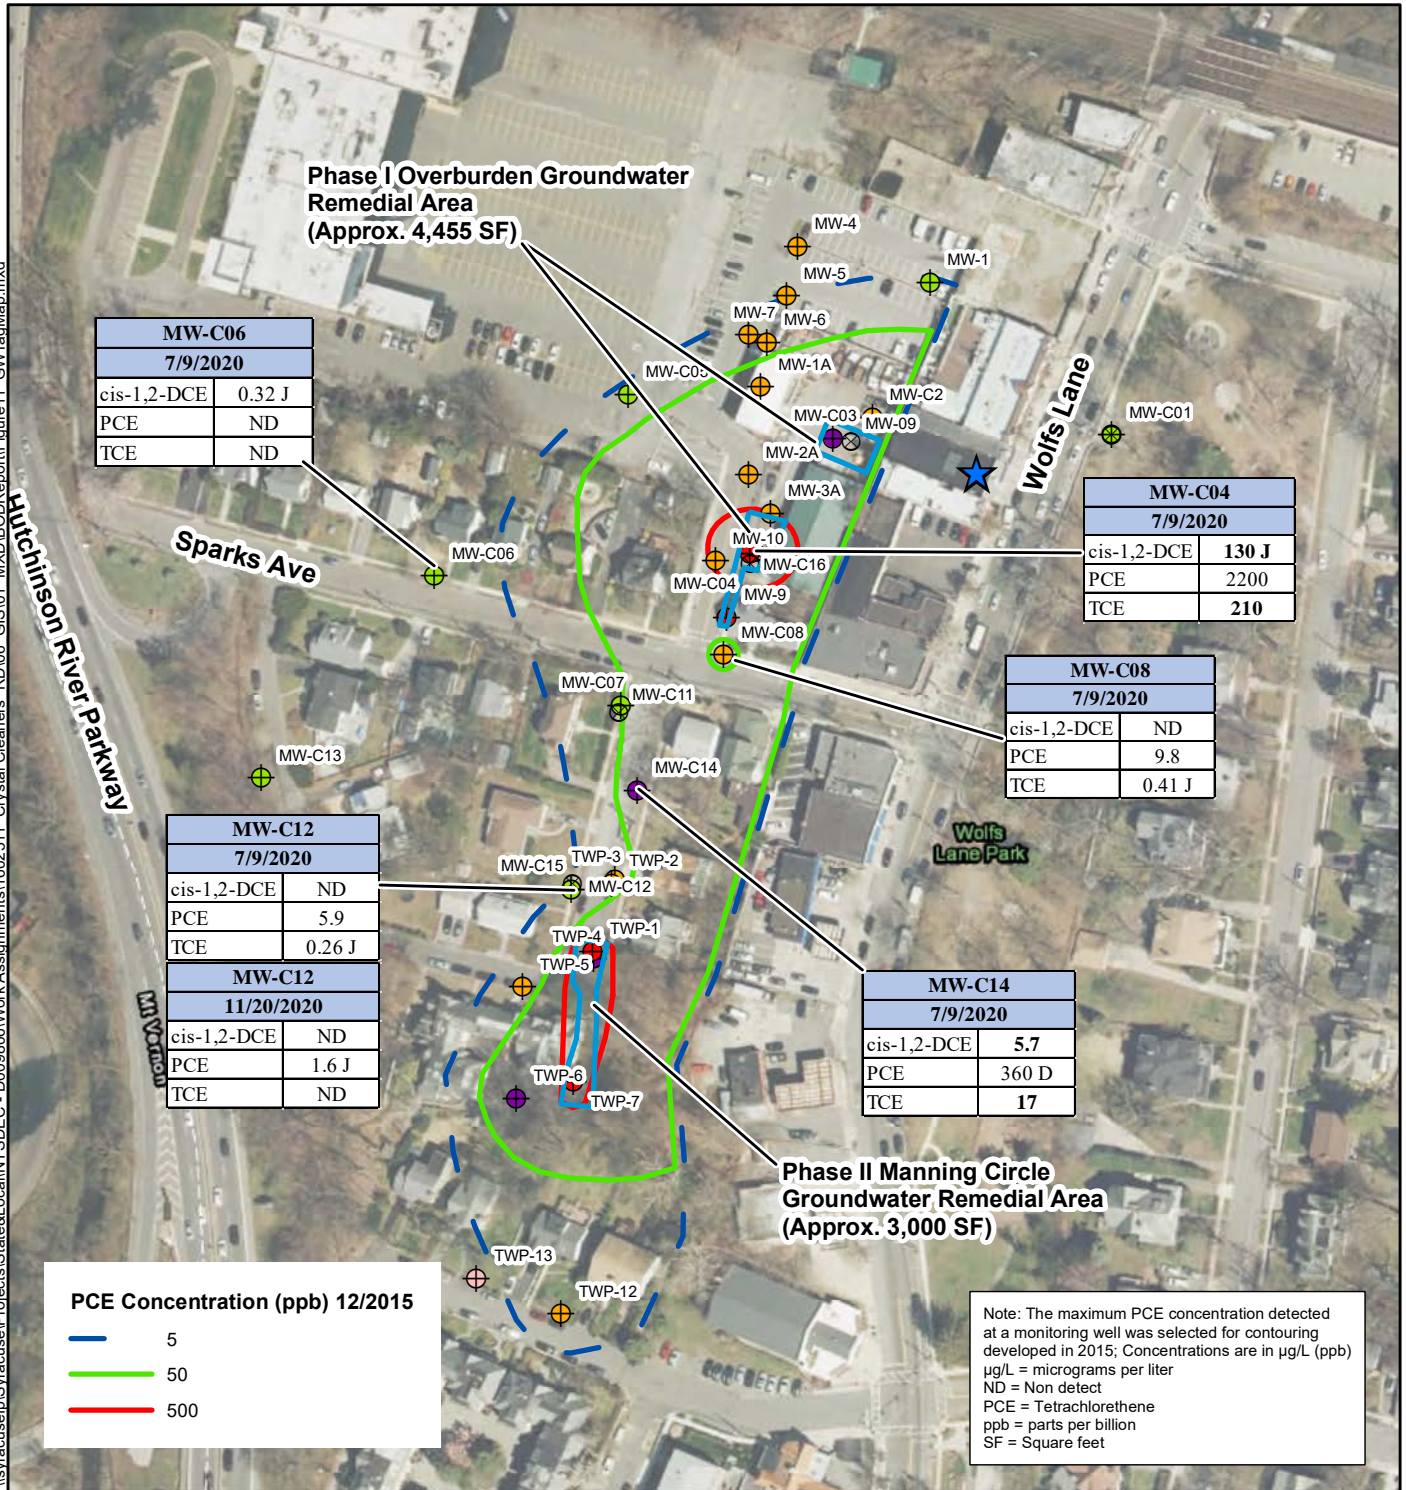 Phase I Overburden Groundwater
Remedial Area
(Approx. 4,455 SF)
MW-4
MW-1
MW-5
MW-7
MW-6
MW-1A
MW-C05
MW-C2
MW-C03
MW-09
MW-C01
MW-2A
MW-3A
MW-10
MW-C16
MW-C04
MW-9
MW-C08
MW-C06
MW-C07
MW-C11
MW-C13
MW-C14
MW-C15
TWP-3
TWP-2
MW-C12
TWP-1
TWP-4
TWP-5
TWP-6
TWP-7
TWP-13
TWP-12
Wolfs Lane
Sparks Ave
Hutchinson River Parkway
Mt Vernon
Wolfs
Lane Park
MW-C06
7/9/2020
cis-1,2-DCE 0.32 J
PCE ND
TCE ND
MW-C04
7/9/2020
cis-1,2-DCE 130 J
PCE 2200
TCE 210
MW-C08
7/9/2020
cis-1,2-DCE ND
PCE 9.8
TCE 0.41 J
MW-C12
7/9/2020
cis-1,2-DCE ND
PCE 5.9
TCE 0.26 J
MW-C12
11/20/2020
cis-1,2-DCE ND
PCE 1.6 J
TCE ND
MW-C14
7/9/2020
cis-1,2-DCE 5.7
PCE 360 D
TCE 17
Phase II Manning Circle
Groundwater Remedial Area
(Approx. 3,000 SF)
PCE Concentration (ppb) 12/2015
5
50
500
Note: The maximum PCE concentration detected
at a monitoring well was selected for contouring
developed in 2015; Concentrations are in µg/L (ppb)
µg/L = micrograms per liter
ND = Non detect
PCE = Tetrachlorethene
ppb = parts per billion
SF = Square feet